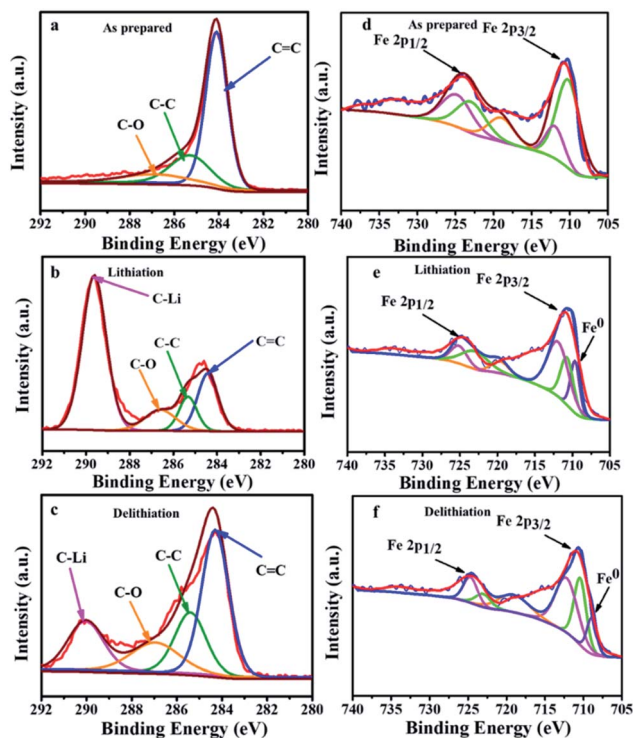 a
As prepared
C=C
C-C
C-O
Intensity (a.u.)
292 290 288 286 284 282 280
Binding Energy (eV)
d
As prepared
Fe 2p1/2
Fe 2p3/2
Intensity (a.u.)
740 735 730 725 720 715 710 705
Binding Energy (eV)
b
Lithiation
C-Li
C-C
C-O
C=C
Intensity (a.u.)
292 290 288 286 284 282 280
Binding Energy (eV)
e
Lithiation
Fe 2p3/2
Fe 2p1/2
Fe0
Intensity (a.u.)
740 735 730 725 720 715 710 705
Binding Energy (eV)
c
Delithiation
C-Li
C-C
C-O
C=C
Intensity (a.u.)
292 290 288 286 284 282 280
Binding Energy (eV)
f
Delithiation
Fe 2p3/2
Fe 2p1/2
Fe0
Intensity (a.u.)
740 735 730 725 720 715 710 705
Binding Energy (eV)